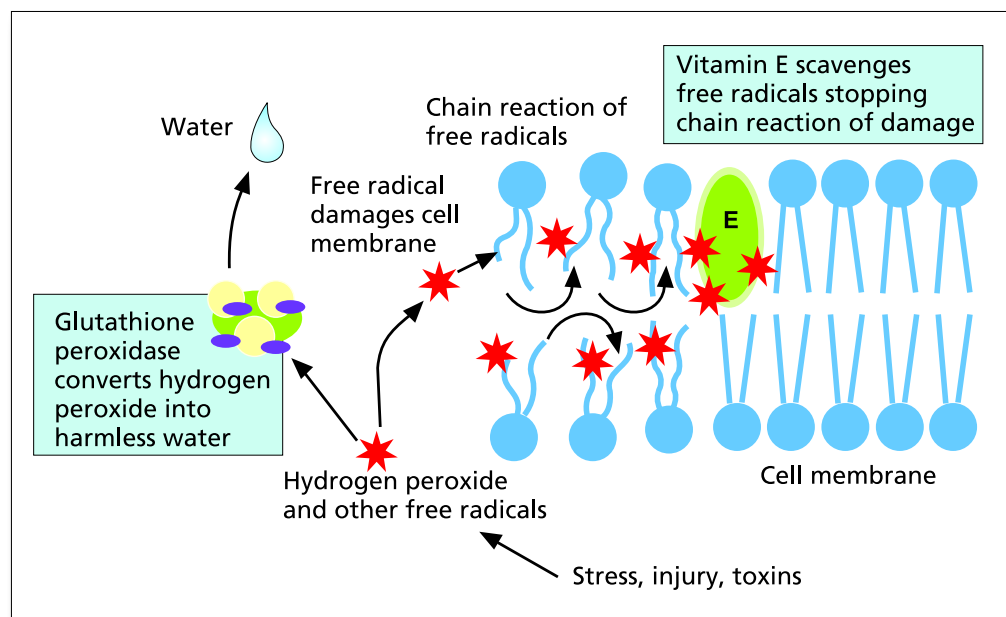 Vitamin E scavenges
free radicals stopping
chain reaction of damage
Chain reaction of
free radicals
Water
Free radical
damages cell
membrane
E
Glutathione
peroxidase
converts hydrogen
peroxide into
harmless water
Hydrogen peroxide
and other free radicals
Cell membrane
Stress, injury, toxins